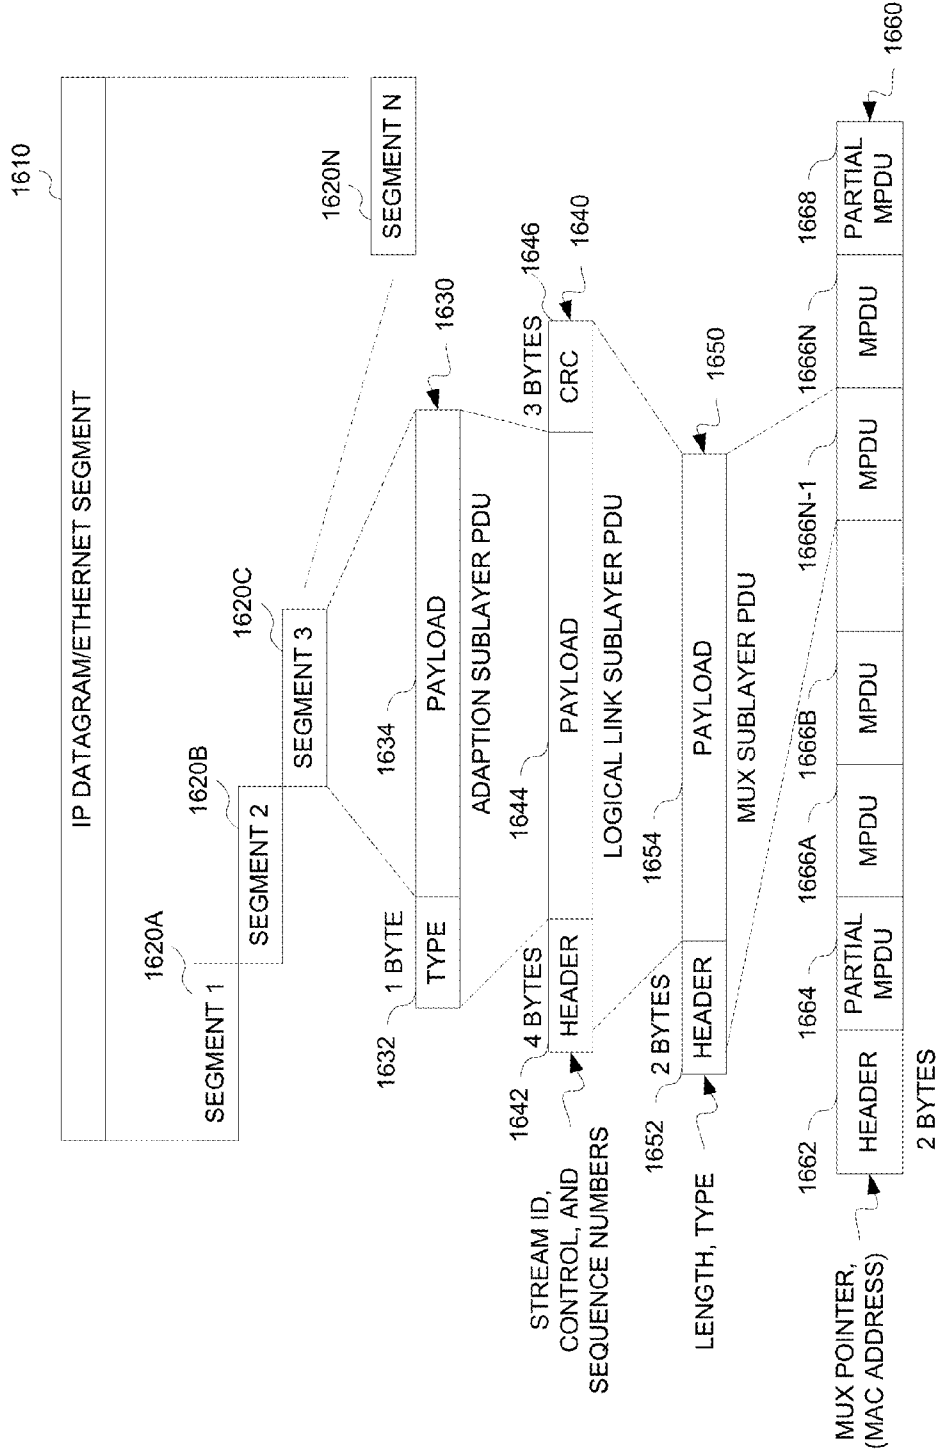 1610
IP DATAGRAM/ETHERNET SEGMENT
1620A
SEGMENT 1
1620B
SEGMENT 2
1620C
SEGMENT 3
1620N
SEGMENT N
1630
1632
1 BYTE
TYPE
1634
PAYLOAD
ADAPTION SUBLAYER PDU
1640
1642
4 BYTES
HEADER
1644
PAYLOAD
3 BYTES
1646
CRC
STREAM ID,
CONTROL, AND
SEQUENCE NUMBERS
LOGICAL LINK SUBLAYER PDU
1650
1652
2 BYTES
HEADER
1654
PAYLOAD
LENGTH, TYPE
MUX SUBLAYER PDU
1660
1662
HEADER
2 BYTES
1664
PARTIAL
MPDU
1666A
MPDU
1666B
MPDU
1666N-1
MPDU
1666N
MPDU
1668
PARTIAL
MPDU
MUX POINTER,
(MAC ADDRESS)